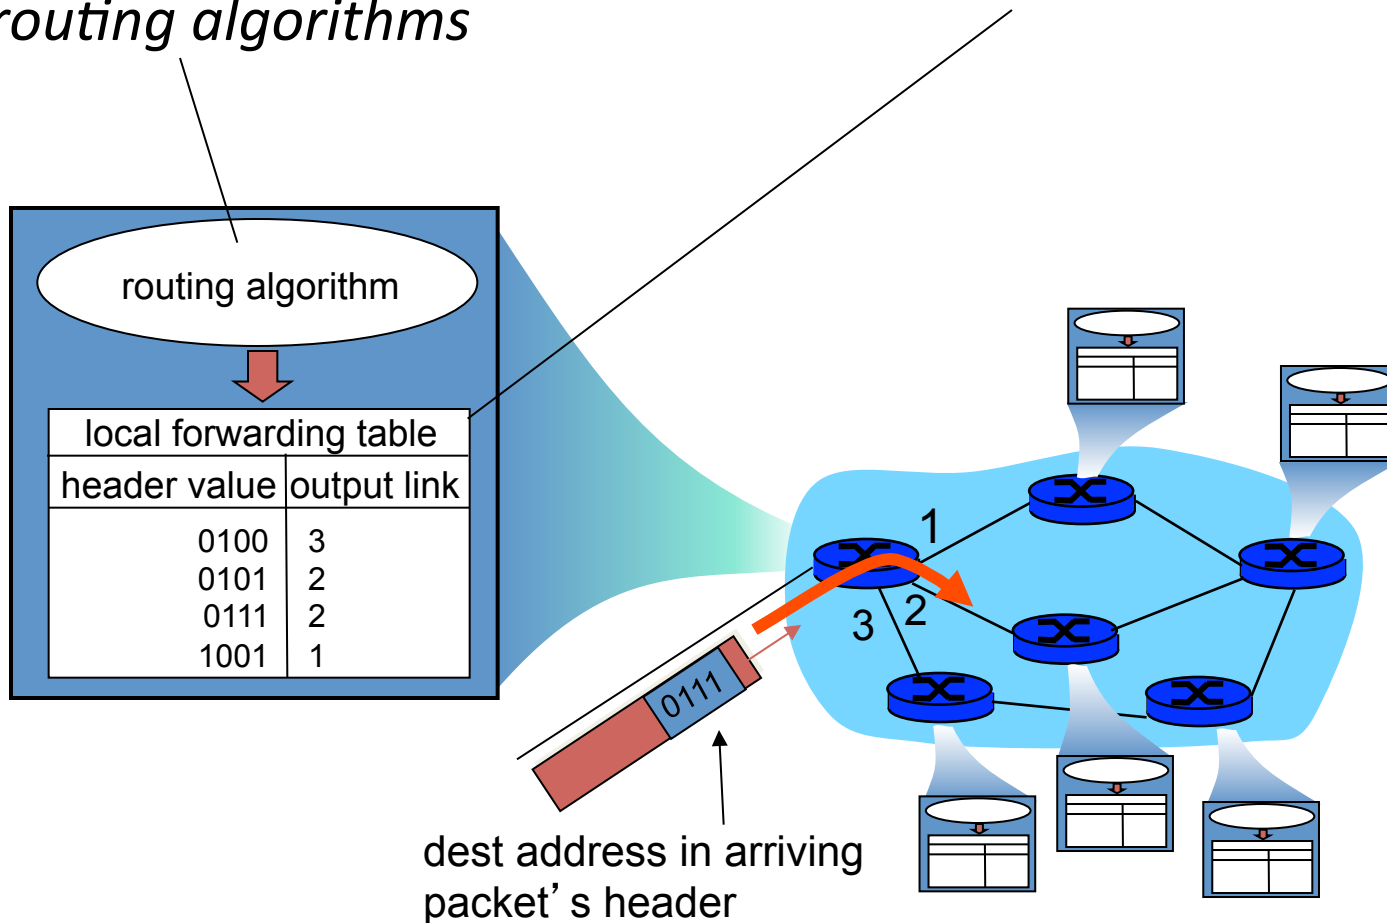 routing algorithms
routing algorithm
local forwarding table
header value output link
0100 3
0101 2
0111 2
1001 1
1
2
3
0111
dest address in arriving
packet’s header